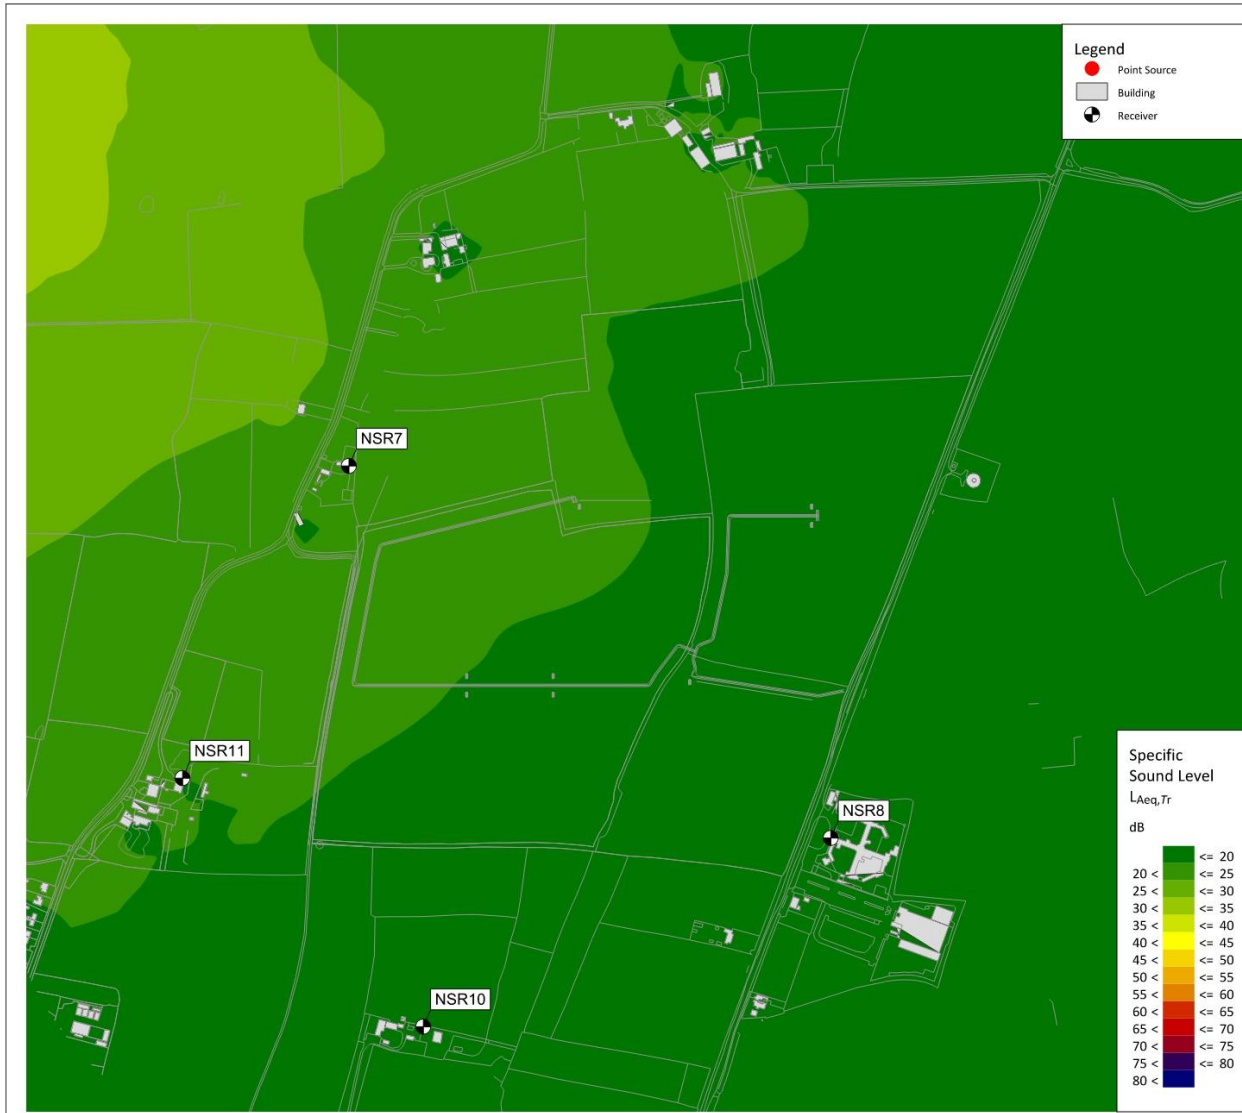 Legend
Point Source
Building
Receiver
NSR7
NSR11
NSR8
NSR10
Specific
Sound Level
LAeq,Tr
dB
<= 20
20 < <= 25
25 < <= 30
30 < <= 35
35 < <= 40
40 < <= 45
45 < <= 50
50 < <= 55
55 < <= 60
60 < <= 65
65 < <= 70
70 < <= 75
75 < <= 80
80 <